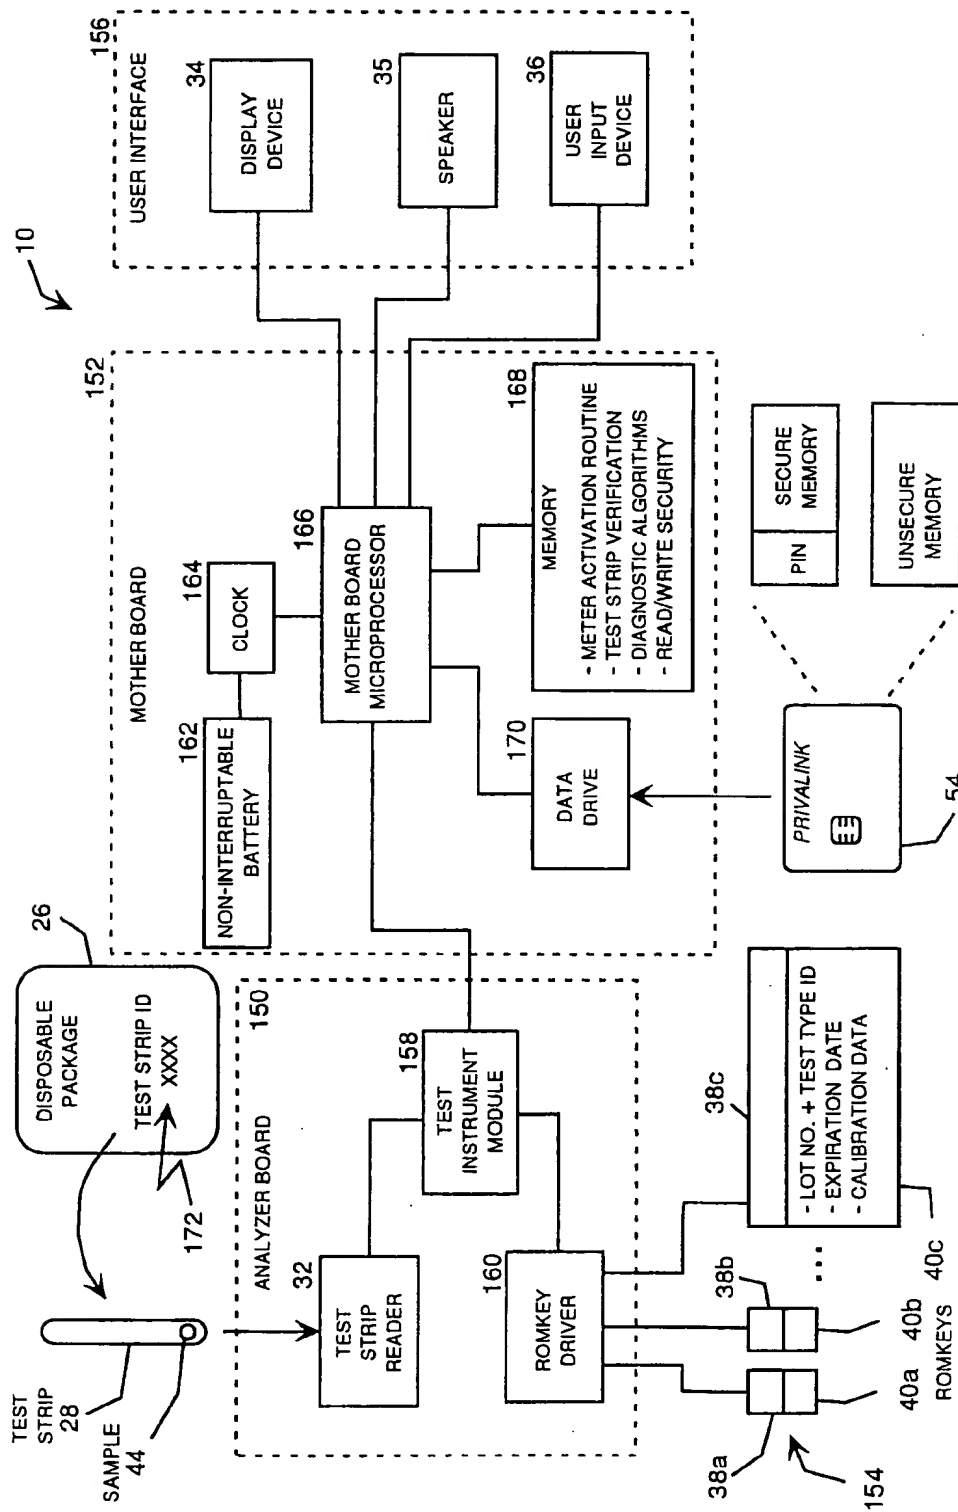 10
TEST
STRIP
28
SAMPLE
44
172
DISPOSABLE
PACKAGE
TEST STRIP ID
XXXX
26
ANALYZER BOARD
150
TEST
STRIP
READER
32
TEST
INSTRUMENT
MODULE
158
ROMKEY
DRIVER
160
38a
38b
38c
- LOT NO. + TEST TYPE ID
- EXPIRATION DATE
- CALIBRATION DATA
...
154
40a
40b
40c
ROMKEYS
MOTHER BOARD
152
NON-INTERRUPTABLE
BATTERY
162
CLOCK
164
MOTHER BOARD
MICROPROCESSOR
166
DATA
DRIVE
170
MEMORY
168
- METER ACTIVATION ROUTINE
- TEST STRIP VERIFICATION
- DIAGNOSTIC ALGORITHMS
- READ/WRITE SECURITY
PRIVALINK
54
PIN
SECURE
MEMORY
UNSECURE
MEMORY
USER INTERFACE
156
DISPLAY
DEVICE
34
SPEAKER
35
USER
INPUT
DEVICE
36